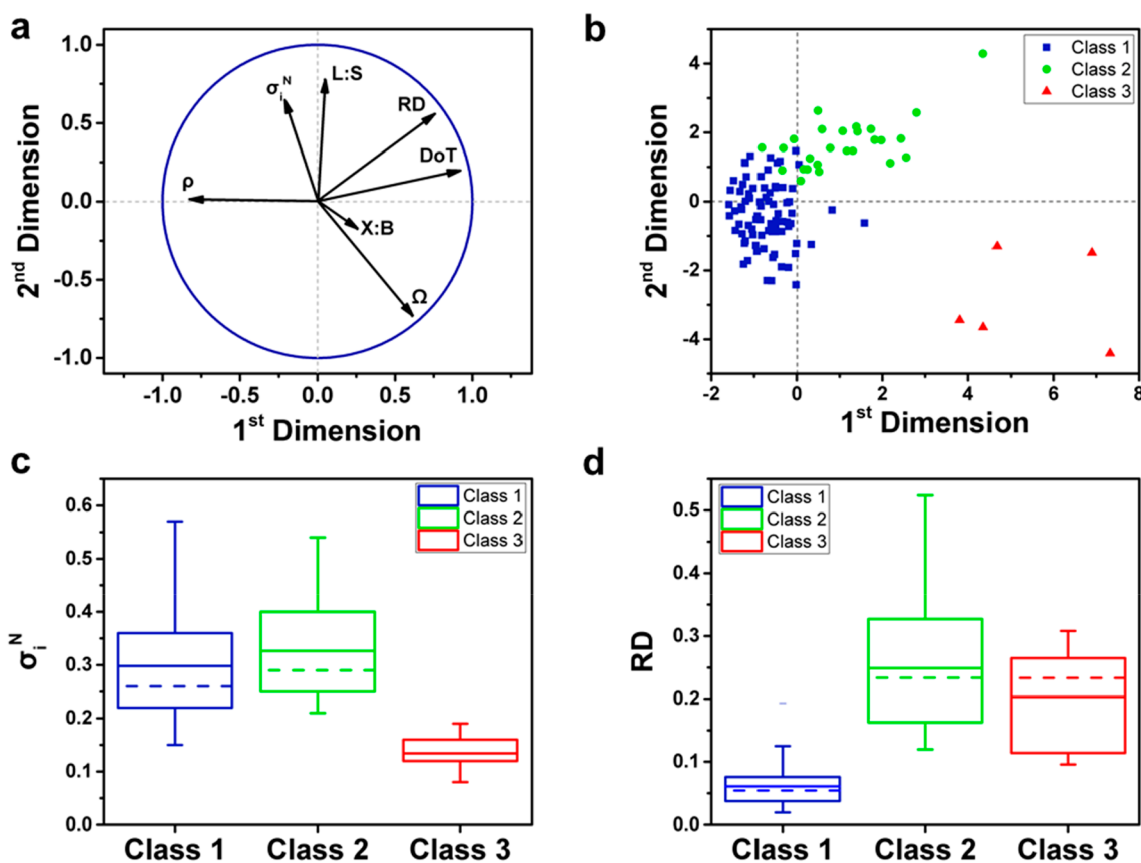 a
1.0
0.5
0.0
-0.5
-1.0
2nd Dimension
σiN
L:S
RD
DoT
ρ
X:B
Ω
-1.0 -0.5 0.0 0.5 1.0
1st Dimension
b
4
2
0
-2
-4
2nd Dimension
Class 1
Class 2
Class 3
-2 0 2 4 6 8
1st Dimension
c
0.6
0.5
0.4
0.3
0.2
0.1
0.0
σiN
Class 1
Class 2
Class 3
Class 1 Class 2 Class 3
d
0.5
0.4
0.3
0.2
0.1
0.0
RD
Class 1
Class 2
Class 3
Class 1 Class 2 Class 3